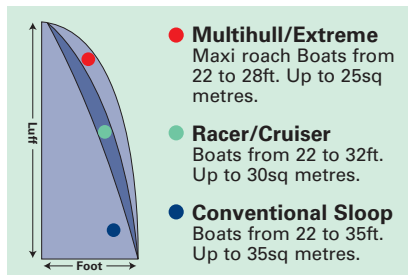 Luff
Foot
Multihull/Extreme
Maxi roach Boats from
22 to 28ft. Up to 25sq
metres.
Racer/Cruiser
Boats from 22 to 32ft.
Up to 30sq metres.
Conventional Sloop
Boats from 22 to 35ft.
Up to 35sq metres.